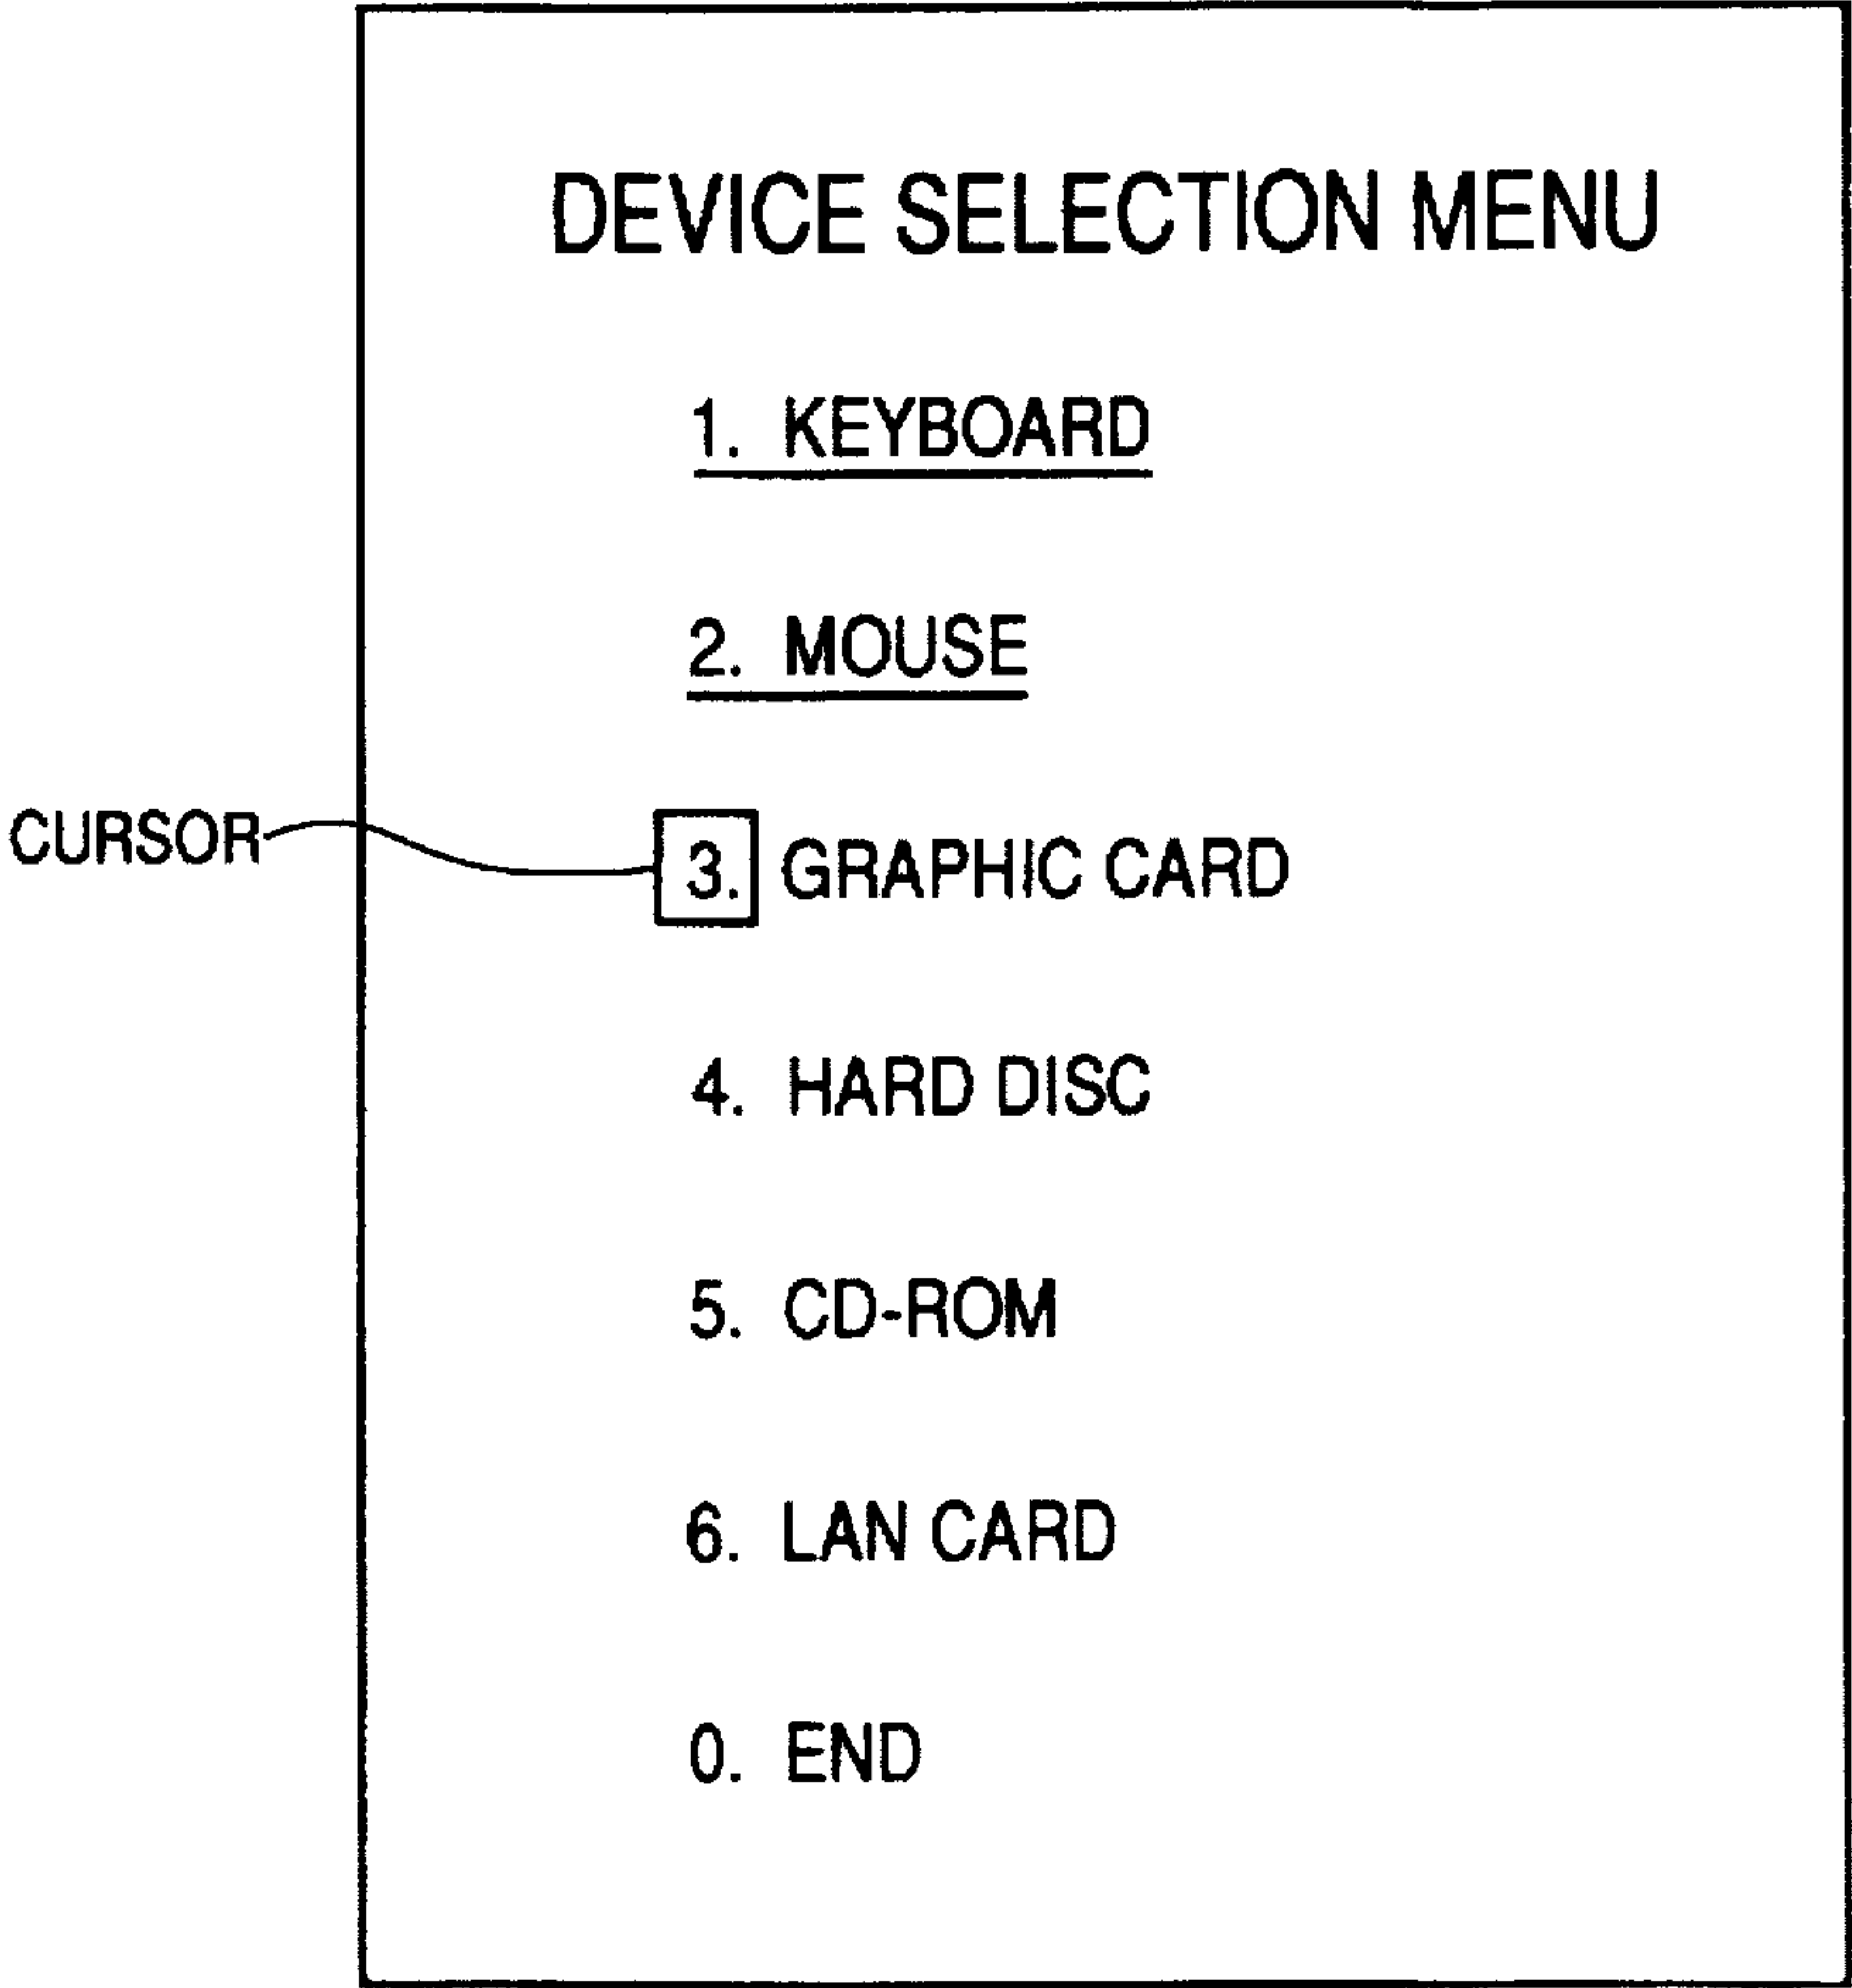 DEVICE SELECTION MENU
1. KEYBOARD
2. MOUSE
CURSOR
3. GRAPHIC CARD
4. HARD DISC
5. CD-ROM
6. LAN CARD
0. END